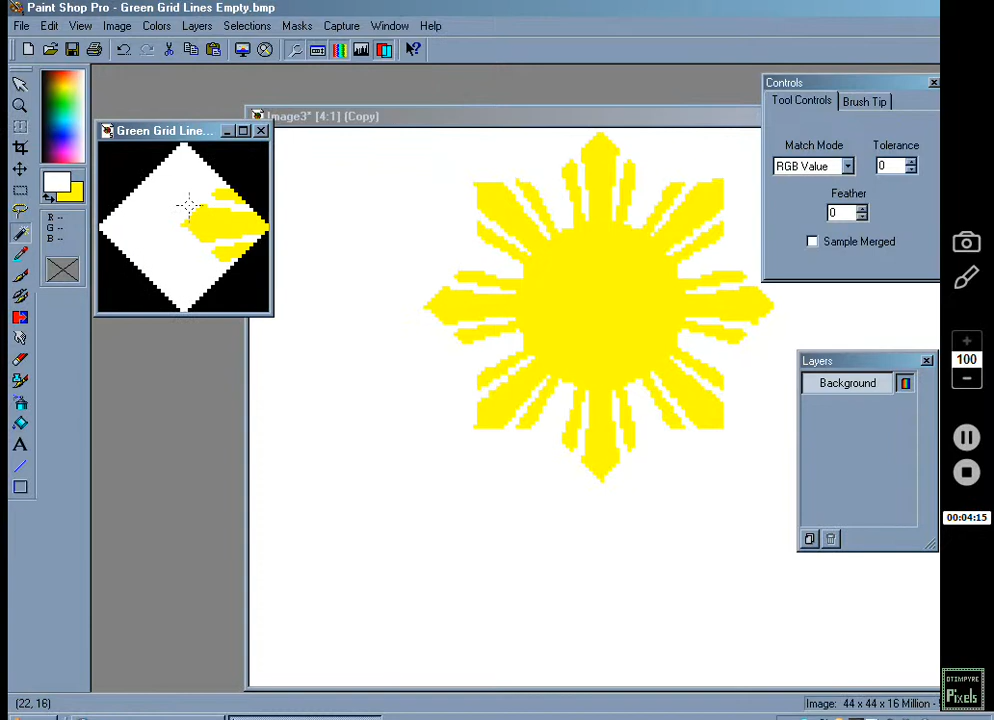 Paint Shop Pro - Green Grid Lines Empty.bmp
File Edit View Image Colors Layers Selections Masks Capture Window Help
Image3* [4:1] (Copy)
Green Grid Line...
Controls
Tool Controls Brush Tip
Match Mode Tolerance
RGB Value 0
Feather
0
Sample Merged
R --
G --
B --
Layers
Background
100
00:04:15
DTIMPYRE
Pixels
(22, 16)
Image: 44 x 44 x 16 Million -